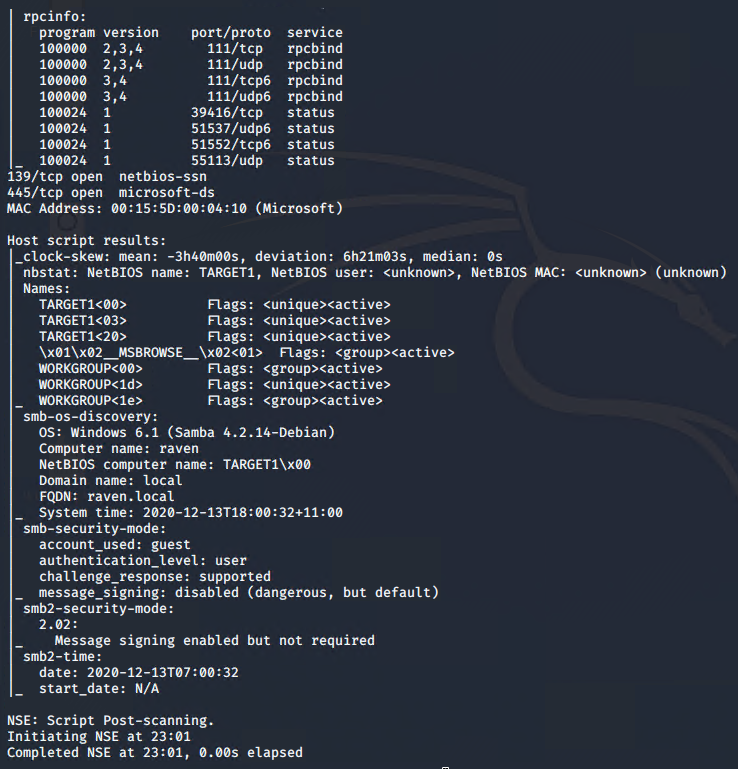 | rpcinfo:
|   program version    port/proto  service
|   100000  2,3,4        111/tcp   rpcbind
|   100000  2,3,4        111/udp   rpcbind
|   100000  3,4          111/tcp6  rpcbind
|   100000  3,4          111/udp6  rpcbind
|   100024  1          39416/tcp   status
|   100024  1          51537/udp6  status
|   100024  1          51552/tcp6  status
|_  100024  1          55113/udp   status
139/tcp open  netbios-ssn
445/tcp open  microsoft-ds
MAC Address: 00:15:5D:00:04:10 (Microsoft)
Host script results:
|_clock-skew: mean: -3h40m00s, deviation: 6h21m03s, median: 0s
| nbstat: NetBIOS name: TARGET1, NetBIOS user: <unknown>, NetBIOS MAC: <unknown> (unknown)
| Names:
|   TARGET1<00>          Flags: <unique><active>
|   TARGET1<03>          Flags: <unique><active>
|   TARGET1<20>          Flags: <unique><active>
|   \x01\x02__MSBROWSE__\x02<01>  Flags: <group><active>
|   WORKGROUP<00>        Flags: <group><active>
|   WORKGROUP<1d>        Flags: <unique><active>
|_  WORKGROUP<1e>        Flags: <group><active>
| smb-os-discovery:
|   OS: Windows 6.1 (Samba 4.2.14-Debian)
|   Computer name: raven
|   NetBIOS computer name: TARGET1\x00
|   Domain name: local
|   FQDN: raven.local
|_  System time: 2020-12-13T18:00:32+11:00
| smb-security-mode:
|   account_used: guest
|   authentication_level: user
|   challenge_response: supported
|_  message_signing: disabled (dangerous, but default)
| smb2-security-mode:
|   2.02:
|_    Message signing enabled but not required
| smb2-time:
|   date: 2020-12-13T07:00:32
|_  start_date: N/A
NSE: Script Post-scanning.
Initiating NSE at 23:01
Completed NSE at 23:01, 0.00s elapsed